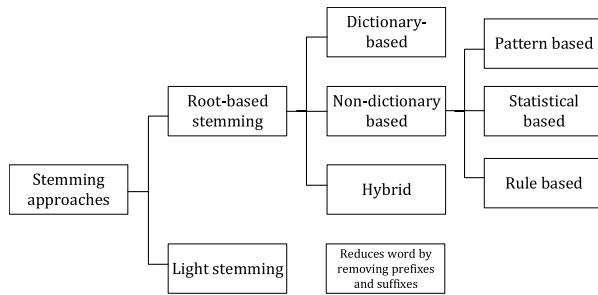 Dictionary-
based
Pattern based
Root-based
stemming
Non-dictionary
based
Statistical
based
Stemming
approaches
Hybrid
Rule based
Light stemming
Reduces word by
removing prefixes
and suffixes